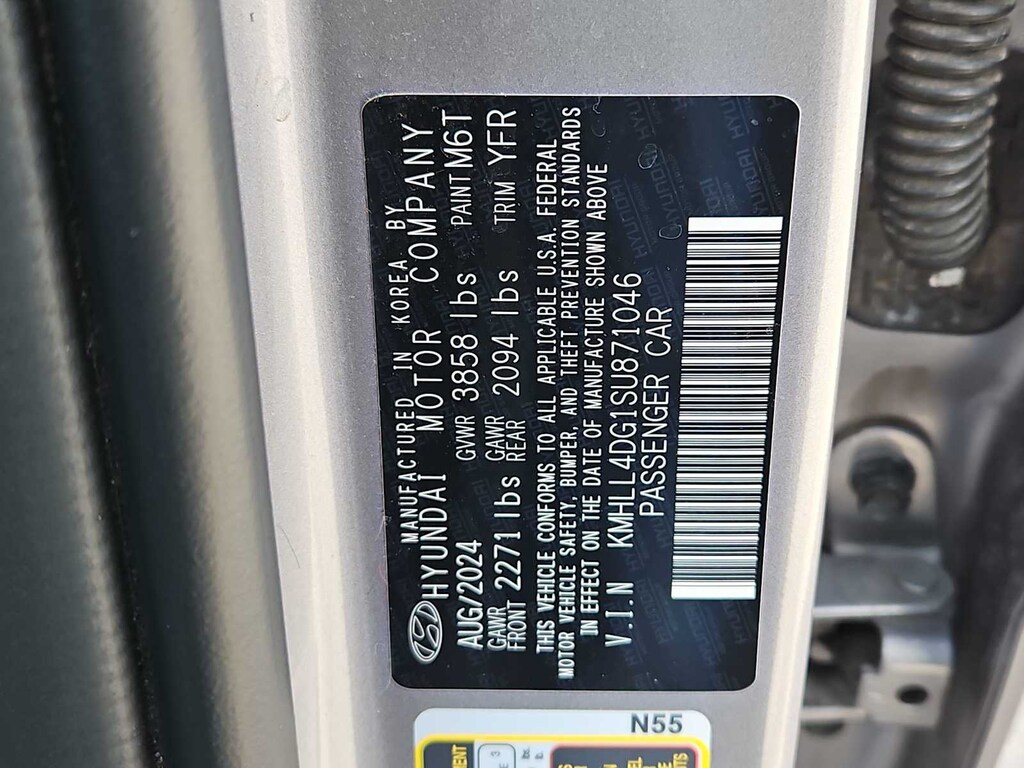 MANUFACTURED IN KOREA BY
HYUNDAI MOTOR COMPANY
AUG/2024 GVWR 3858 lbs PAINT M6T
GAWR FRONT 2271 lbs GAWR REAR 2094 lbs TRIM YFR
THIS VEHICLE CONFORMS TO ALL APPLICABLE U.S.A. FEDERAL
MOTOR VEHICLE SAFETY, BUMPER, AND THEFT PREVENTION STANDARDS
IN EFFECT ON THE DATE OF MANUFACTURE SHOWN ABOVE
V.I.N KMHLL4DG1SU871046
PASSENGER CAR
N55